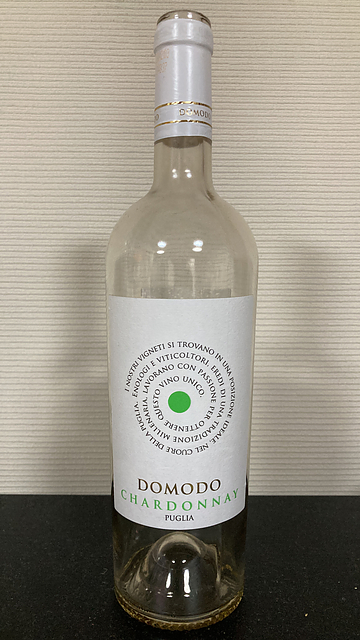 DOMODO
I NOSTRI VIGNETI SI TROVANO IN UNA POSIZIONE IDEALE, NEL CUORE DELLA PUGLIA. ENOLOGI E VITICOLTORI, EREDI DI UNA TRADIZIONE MILLENARIA, LAVORANO CON PASSIONE PER OTTENERE QUESTO VINO UNICO.
DOMODO
CHARDONNAY
PUGLIA